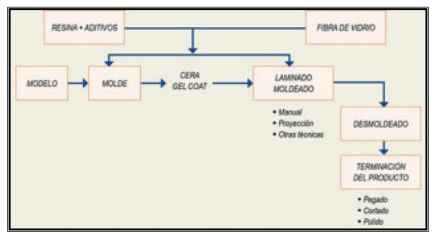 RESINA + ADITIVOS
FIBRA DE VIDRIO
MODELO
MOLDE
CERA
GEL COAT
LAMINADO
MOLDEADO
• Manual
• Proyección
• Otras técnicas
DESMOLDEADO
TERMINACIÓN
DEL PRODUCTO
• Pegado
• Cortado
• Pulido